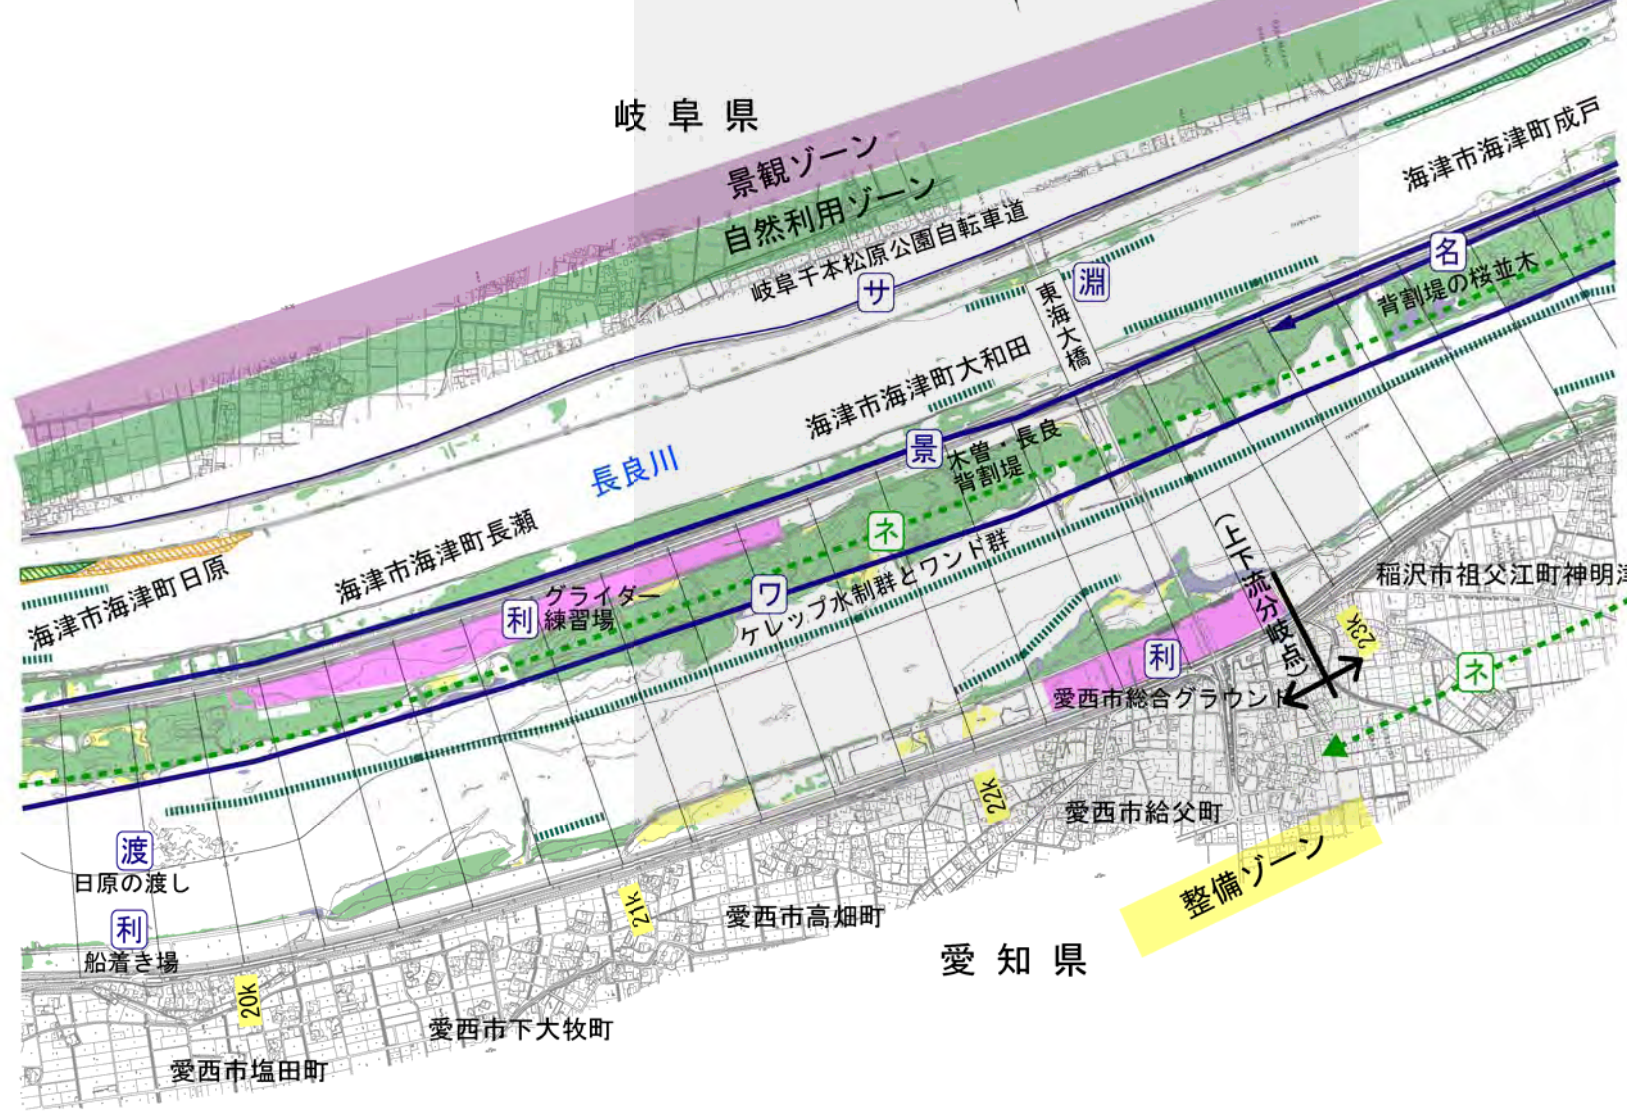 岐阜県
景観ゾーン
自然利用ゾーン
岐阜千本松原公園自転車道
サ
淵
東海大橋
海津市海津町成戸
名
背割堤の桜並木
海津市海津町大和田
景
木曽・長良
背割堤
長良川
海津市海津町長瀬
海津市海津町日原
ネ
グライダー
練習場
利
ワ
ケレップ水制群とワンド群
(上下流分岐点)
稲沢市祖父江町神明津
23k
ネ
利
愛西市総合グラウンド
22k
愛西市給父町
整備ゾーン
渡
日原の渡し
利
船着き場
21k
愛西市高畑町
愛知県
20k
愛西市下大牧町
愛西市塩田町